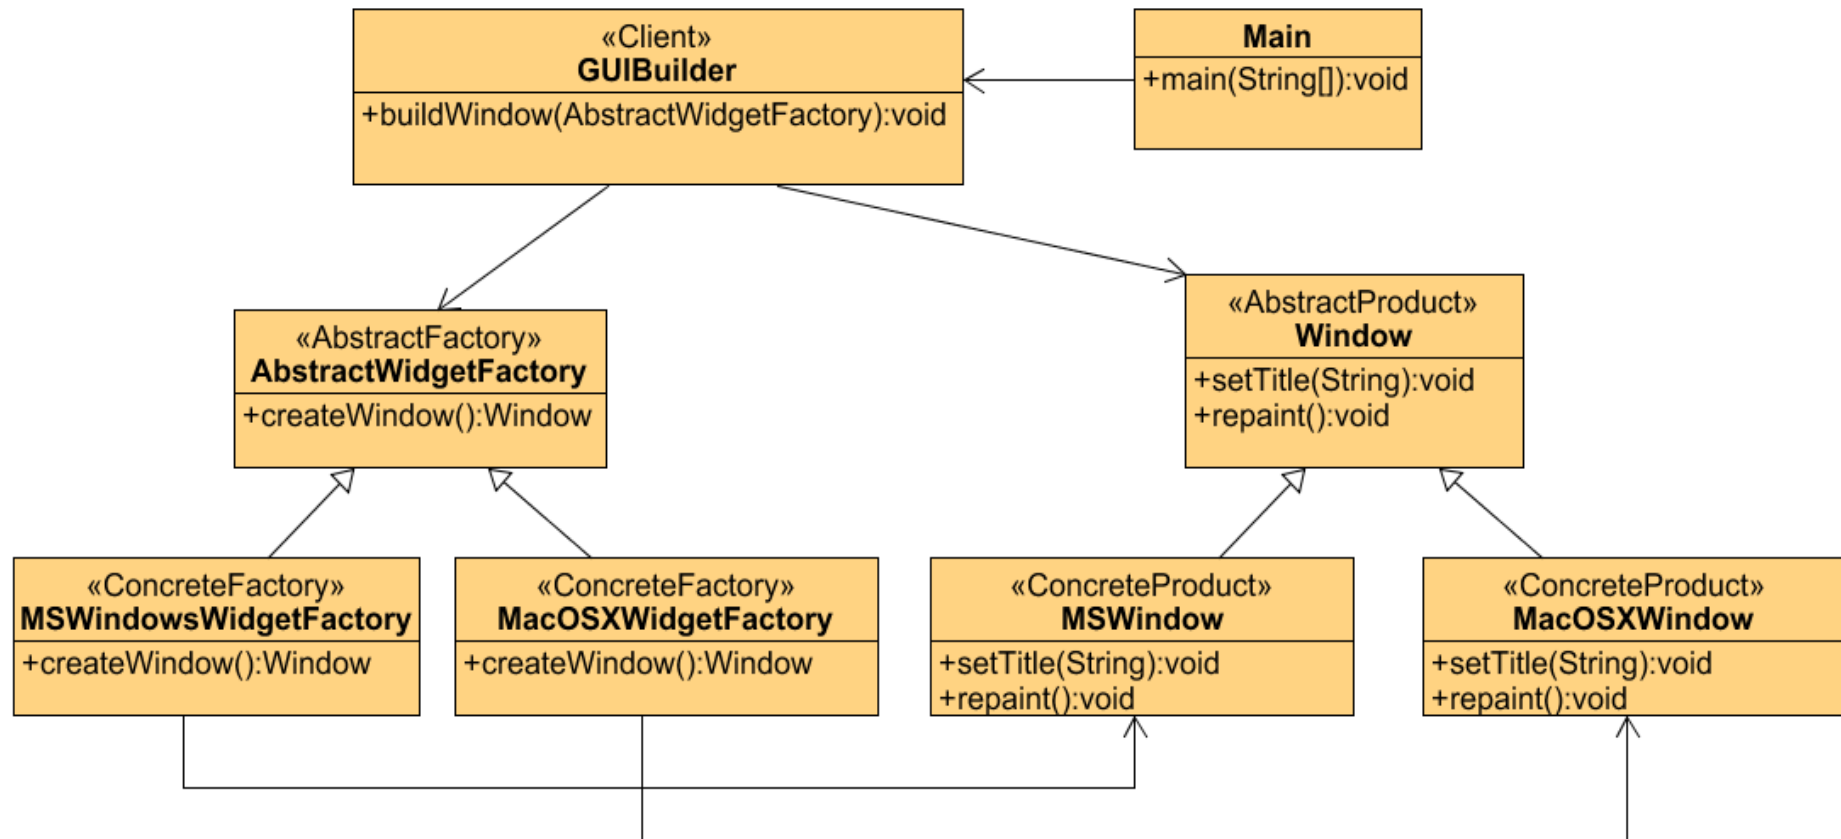 «Client»
GUIBuilder
+buildWindow(AbstractWidgetFactory):void
Main
+main(String[]):void
«AbstractFactory»
AbstractWidgetFactory
+createWindow():Window
«AbstractProduct»
Window
+setTitle(String):void
+repaint():void
«ConcreteFactory»
MSWindowsWidgetFactory
+createWindow():Window
«ConcreteFactory»
MacOSXWidgetFactory
+createWindow():Window
«ConcreteProduct»
MSWindow
+setTitle(String):void
+repaint():void
«ConcreteProduct»
MacOSXWindow
+setTitle(String):void
+repaint():void